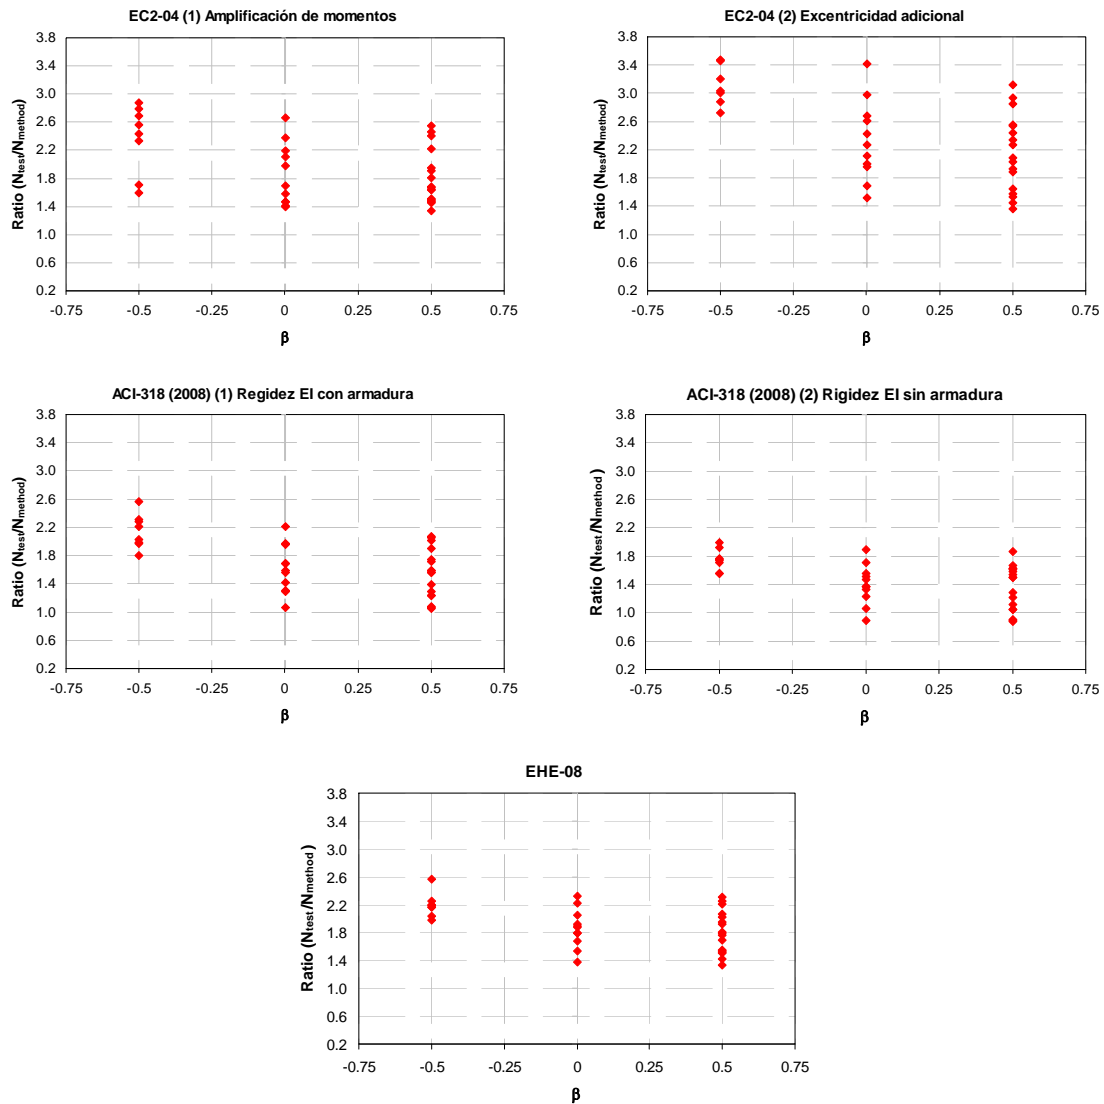 EC2-04 (1) Amplificación de momentos
Ratio (Ntest/Nmethod)
3.8
3.4
3.0
2.6
2.2
1.8
1.4
1.0
0.6
0.2
-0.75 -0.5 -0.25 0 0.25 0.5 0.75
β
EC2-04 (2) Excentricidad adicional
Ratio (Ntest/Nmethod)
3.8
3.4
3.0
2.6
2.2
1.8
1.4
1.0
0.6
0.2
-0.75 -0.5 -0.25 0 0.25 0.5 0.75
β
ACI-318 (2008) (1) Regidez EI con armadura
Ratio (Ntest/Nmethod)
3.8
3.4
3.0
2.6
2.2
1.8
1.4
1.0
0.6
0.2
-0.75 -0.5 -0.25 0 0.25 0.5 0.75
β
ACI-318 (2008) (2) Rigidez EI sin armadura
Ratio (Ntest/Nmethod)
3.8
3.4
3.0
2.6
2.2
1.8
1.4
1.0
0.6
0.2
-0.75 -0.5 -0.25 0 0.25 0.5 0.75
β
EHE-08
Ratio (Ntest/Nmethod)
3.8
3.4
3.0
2.6
2.2
1.8
1.4
1.0
0.6
0.2
-0.75 -0.5 -0.25 0 0.25 0.5 0.75
β